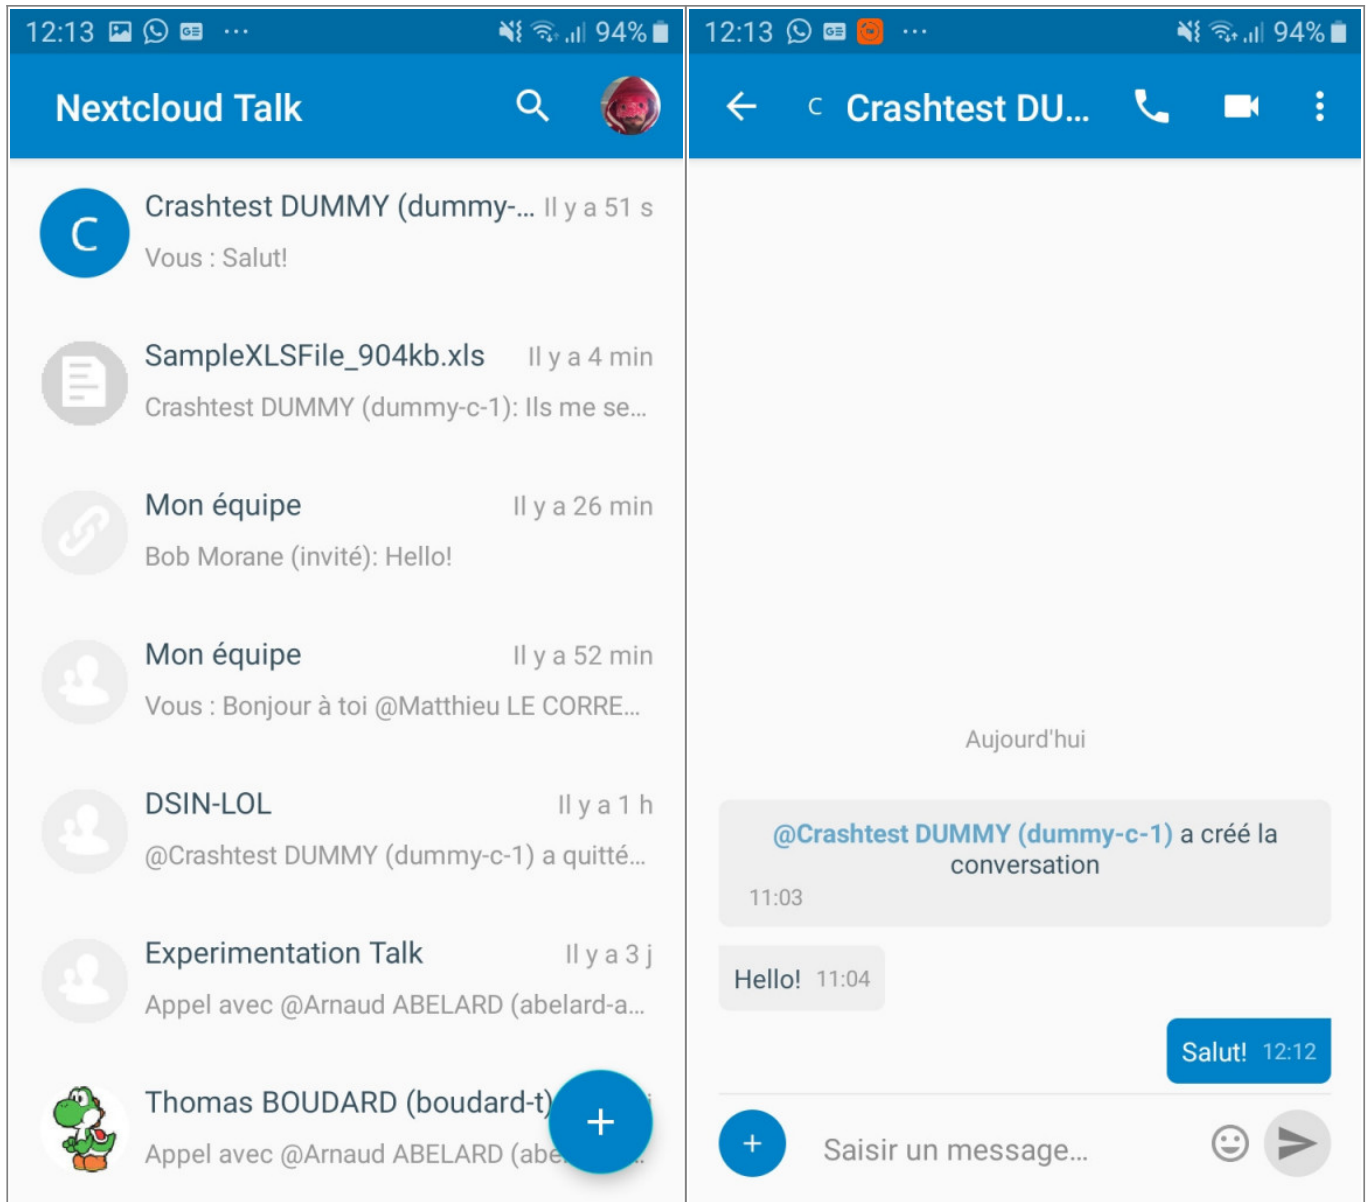 12:13 94%
Nextcloud Talk
C
Crashtest DUMMY (dummy-... Il y a 51 s
Vous : Salut!
SampleXLSFile_904kb.xls Il y a 4 min
Crashtest DUMMY (dummy-c-1): Ils me se...
Mon équipe Il y a 26 min
Bob Morane (invité): Hello!
Mon équipe Il y a 52 min
Vous : Bonjour à toi @Matthieu LE CORRE...
DSIN-LOL Il y a 1 h
@Crashtest DUMMY (dummy-c-1) a quitté...
Experimentation Talk Il y a 3 j
Appel avec @Arnaud ABELARD (abelard-a...
Thomas BOUDARD (boudard-t)
Appel avec @Arnaud ABELARD (abe
12:13 94%
C Crashtest DU...
Aujourd'hui
@Crashtest DUMMY (dummy-c-1) a créé la
conversation
11:03
Hello! 11:04
Salut! 12:12
Saisir un message...